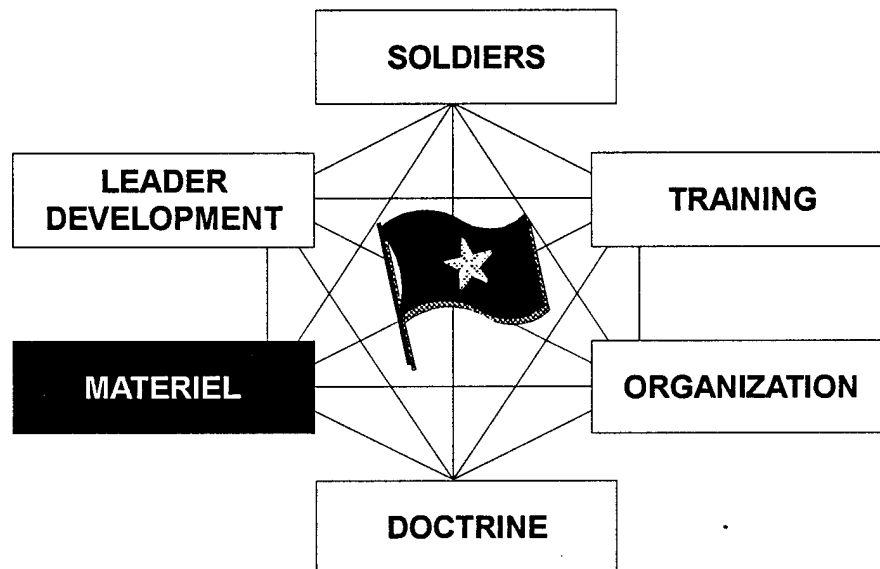 SOLDIERS
LEADER
DEVELOPMENT
TRAINING
MATERIEL
ORGANIZATION
DOCTRINE